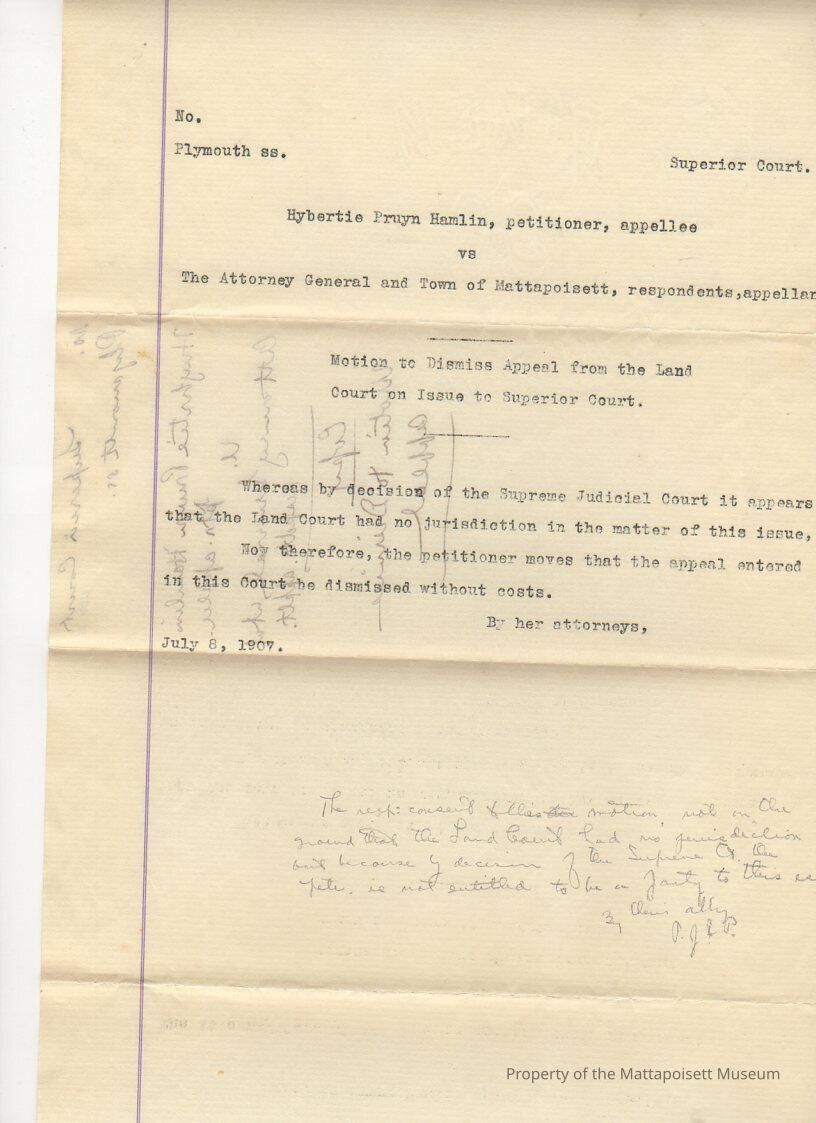 No.
Plymouth ss.
Superior Court.
Hybertie Pruyn Hamlin, petitioner, appellee
vs
The Attorney General and Town of Mattapoisett, respondents,appellan
Motion to Dismiss Appeal from the Land
Court on Issue to Superior Court.
Whereas by decision of the Supreme Judicial Court it appears
that the Land Court had no jurisdiction in the matter of this issue,
Now therefore, the petitioner moves that the appeal entered
in this Court be dismissed without costs.
By her attorneys,
July 8, 1907.
The resp: consent to this motion, not on the
ground that the Land Court had no jurisdiction
but because by decision of the Supreme Ct. the
petr. is not entitled to be a party to this ca
By their atty
Property of the Mattapoisett Museum